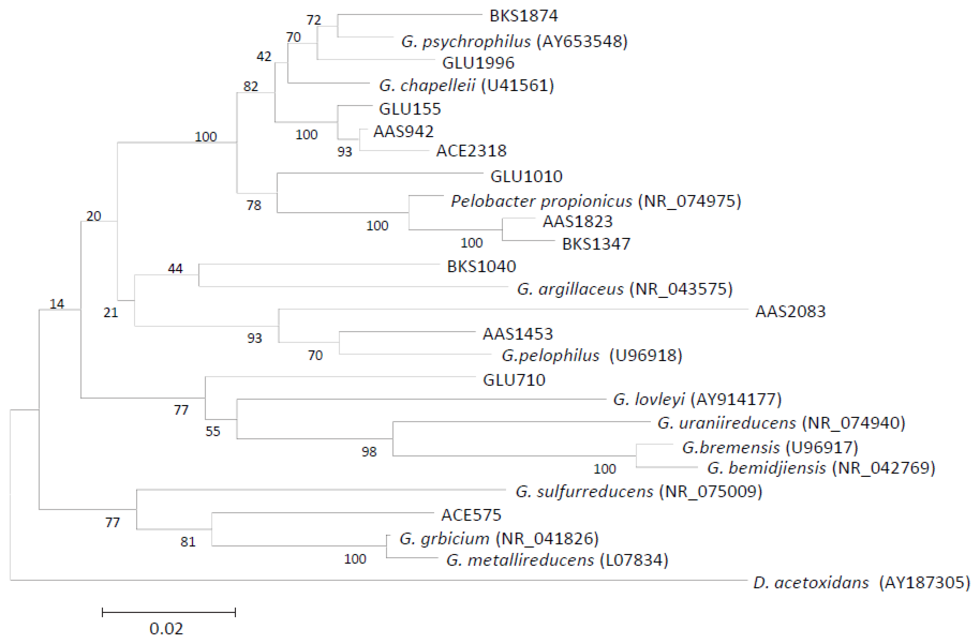 BKS1874
72
70
G. psychrophilus (AY653548)
42
GLU1996
82
G. chapelleii (U41561)
GLU155
100
100
AAS942
93
ACE2318
GLU1010
78
Pelobacter propionicus (NR_074975)
20
100
AAS1823
100
BKS1347
44
BKS1040
G. argillaceus (NR_043575)
14
21
AAS2083
93
AAS1453
70
G.pelophilus (U96918)
GLU710
77
G. lovleyi (AY914177)
55
G. uraniireducens (NR_074940)
98
G.bremensis (U96917)
100
G. bemidjiensis (NR_042769)
G. sulfurreducens (NR_075009)
77
ACE575
81
G. grbicium (NR_041826)
100
G. metallireducens (L07834)
D. acetoxidans (AY187305)
0.02